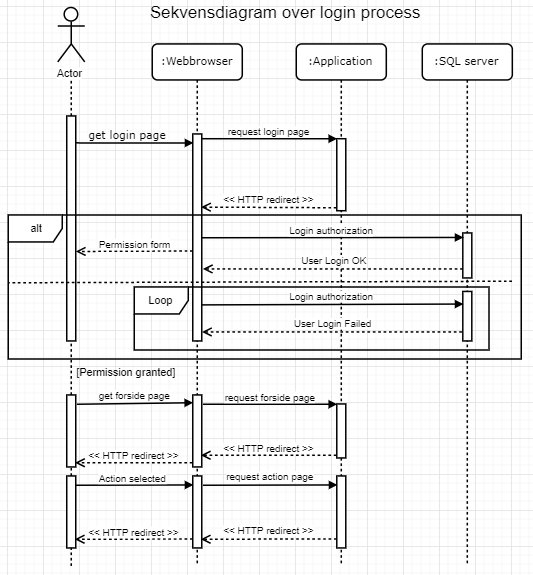 Sekvensdiagram over login process
Actor
:Webbrowser
:Application
:SQL server
get login page
request login page
<< HTTP redirect >>
alt
Login authorization
Permission form
User Login OK
Loop
Login authorization
User Login Failed
[Permission granted]
get forside page
request forside page
<< HTTP redirect >>
<< HTTP redirect >>
Action selected
request action page
<< HTTP redirect >>
<< HTTP redirect >>